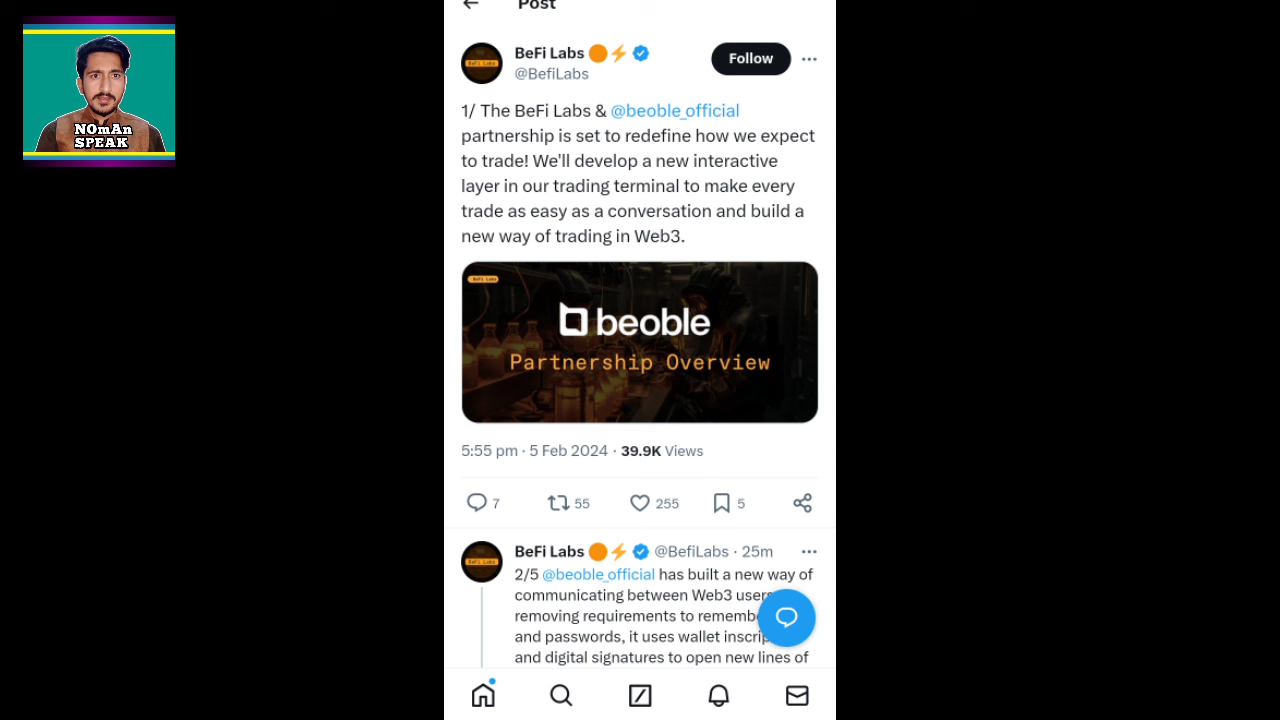 NOmAn
SPEAK
Post
BeFi Labs
@BefiLabs
Follow
1/ The BeFi Labs & @beoble_official
partnership is set to redefine how we expect
to trade! We'll develop a new interactive
layer in our trading terminal to make every
trade as easy as a conversation and build a
new way of trading in Web3.
BeFi Labs
beoble
Partnership Overview
5:55 pm · 5 Feb 2024 · 39.9K Views
7 55 255 5
BeFi Labs @BefiLabs · 25m
2/5 @beoble_official has built a new way of
communicating between Web3
removing requirements to
and passwords, it uses wallet
and digital signatures to open new lines of